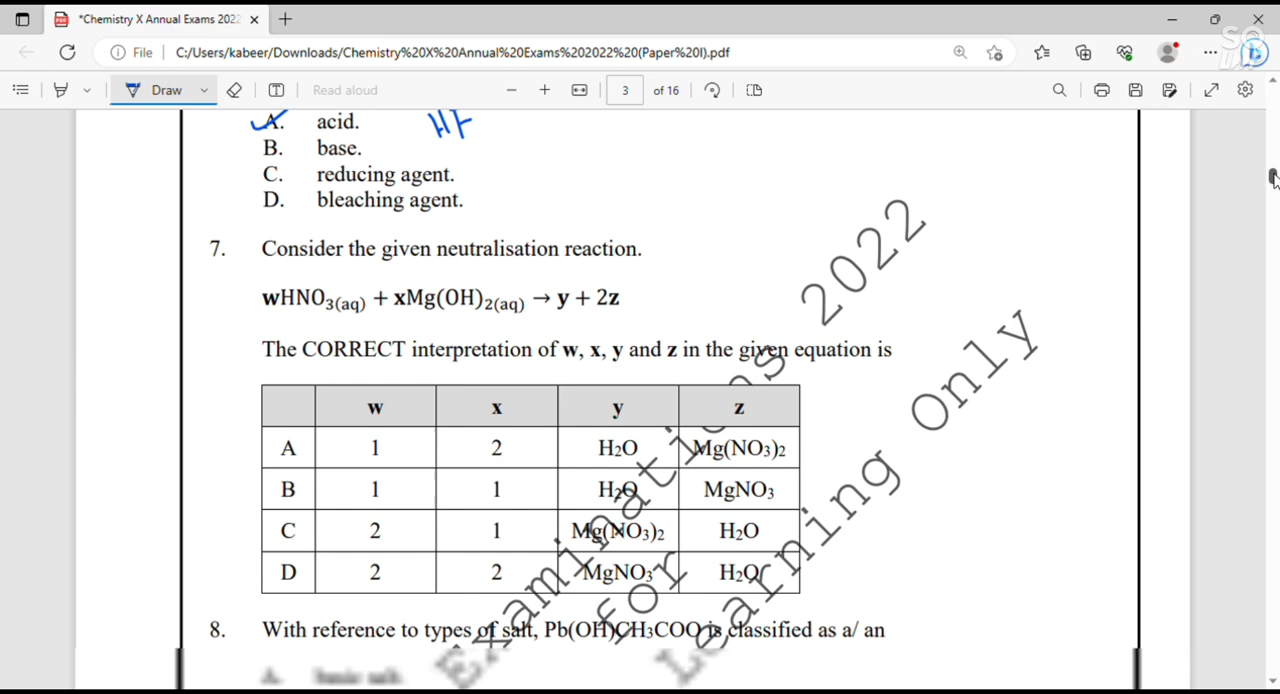 *Chemistry X Annual Exams 2022
File
C:/Users/kabeer/Downloads/Chemistry%20X%20Annual%20Exams%202022%20(Paper%20I).pdf
Draw
Read aloud
3 of 16
A. acid. HF
B. base.
C. reducing agent.
D. bleaching agent.
7. Consider the given neutralisation reaction.
wHNO3(aq) + xMg(OH)2(aq) → y + 2z
The CORRECT interpretation of w, x, y and z in the given equation is
w x y z
A 1 2 H2O Mg(NO3)2
B 1 1 H2O MgNO3
C 2 1 Mg(NO3)2 H2O
D 2 2 MgNO3 H2O
8. With reference to types of salt, Pb(OH)CH3COO is classified as a/ an
A. basic salt.
Examinations 2022
for
Learning Only